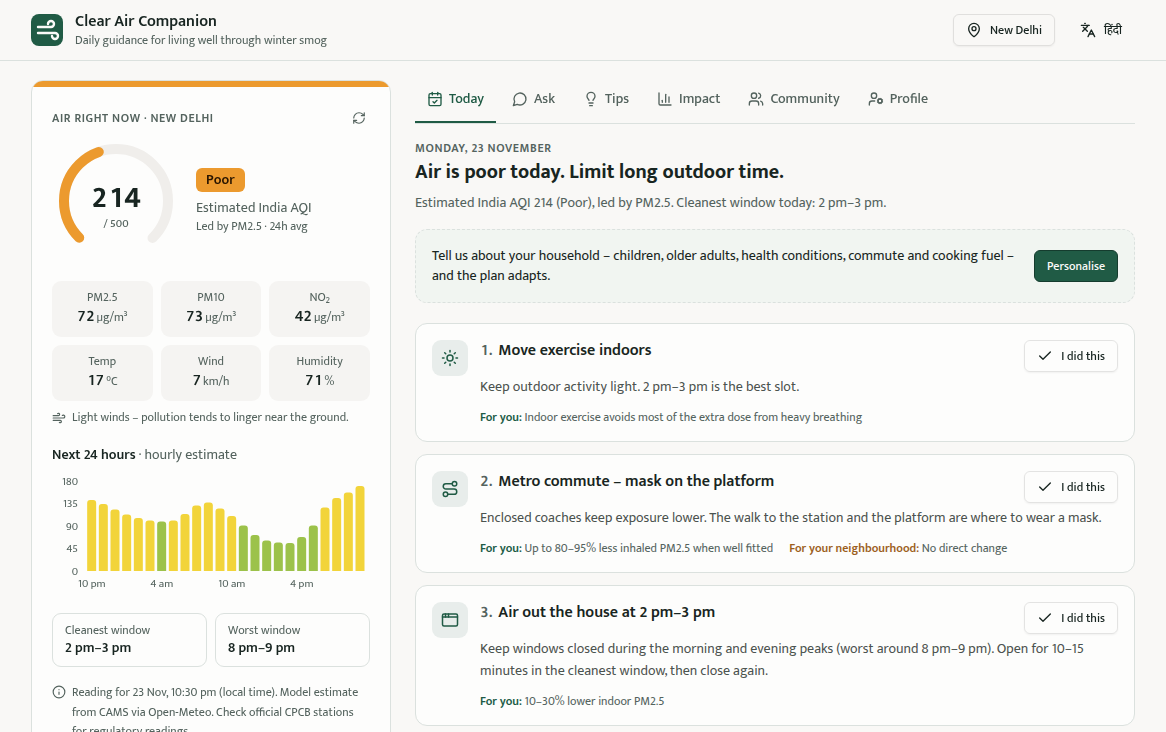 Clear Air Companion
Daily guidance for living well through winter smog
New Delhi
हिंदी
AIR RIGHT NOW · NEW DELHI
214
/ 500
Poor
Estimated India AQI
Led by PM2.5 · 24h avg
PM2.5
72 µg/m³
PM10
73 µg/m³
NO₂
42 µg/m³
Temp
17 °C
Wind
7 km/h
Humidity
71 %
Light winds – pollution tends to linger near the ground.
Next 24 hours · hourly estimate
180
135
90
45
0
10 pm 4 am 10 am 4 pm
Cleanest window
2 pm–3 pm
Worst window
8 pm–9 pm
Reading for 23 Nov, 10:30 pm (local time). Model estimate
from CAMS via Open-Meteo. Check official CPCB stations
for regulatory readings.
Today Ask Tips Impact Community Profile
MONDAY, 23 NOVEMBER
Air is poor today. Limit long outdoor time.
Estimated India AQI 214 (Poor), led by PM2.5. Cleanest window today: 2 pm–3 pm.
Tell us about your household – children, older adults, health conditions, commute and cooking fuel –
and the plan adapts.
Personalise
1. Move exercise indoors
I did this
Keep outdoor activity light. 2 pm–3 pm is the best slot.
For you: Indoor exercise avoids most of the extra dose from heavy breathing
2. Metro commute – mask on the platform
I did this
Enclosed coaches keep exposure lower. The walk to the station and the platform are where to wear a mask.
For you: Up to 80–95% less inhaled PM2.5 when well fitted For your neighbourhood: No direct change
3. Air out the house at 2 pm–3 pm
I did this
Keep windows closed during the morning and evening peaks (worst around 8 pm–9 pm). Open for 10–15
minutes in the cleanest window, then close again.
For you: 10–30% lower indoor PM2.5